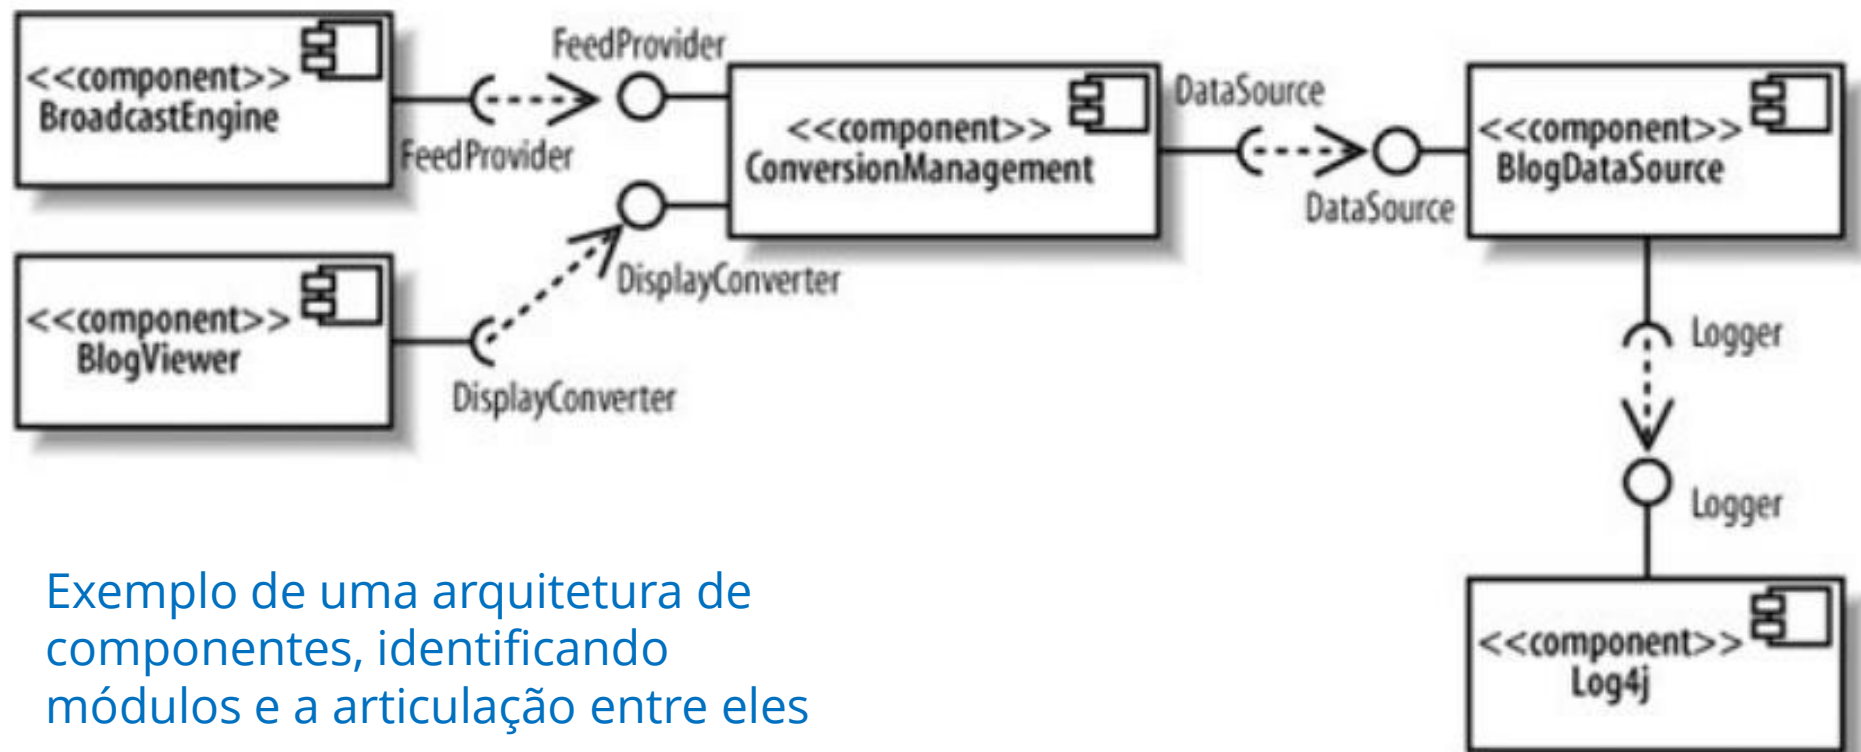 <<component>>
BroadcastEngine
FeedProvider
FeedProvider
<<component>>
BlogViewer
DisplayConverter
DisplayConverter
<<component>>
ConversionManagement
DataSource
DataSource
<<component>>
BlogDataSource
Logger
Logger
<<component>>
Log4j
Exemplo de uma arquitetura de
componentes, identificando
módulos e a articulação entre eles